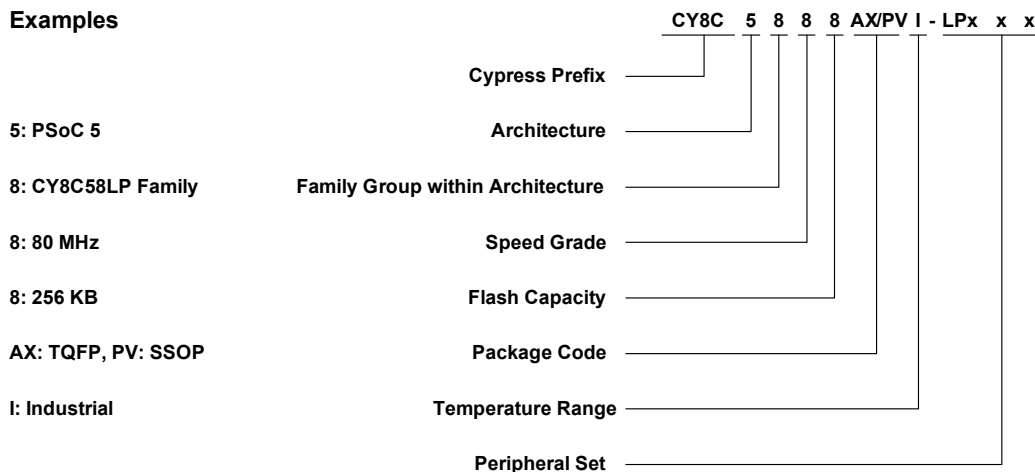 Examples CY8C 5 8 8 8 AX/PV I - LPx x x
Cypress Prefix
5: PSoC 5 Architecture
8: CY8C58LP Family Family Group within Architecture
8: 80 MHz Speed Grade
8: 256 KB Flash Capacity
AX: TQFP, PV: SSOP Package Code
I: Industrial Temperature Range
Peripheral Set